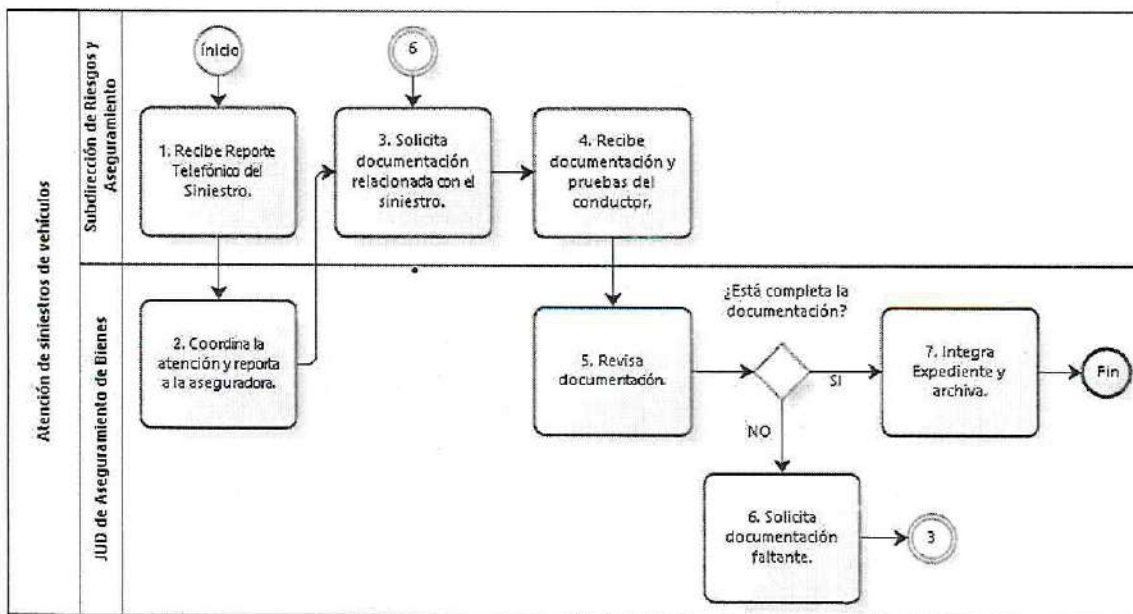 Atención de siniestros de vehículos
Subdirección de Riesgos y
Aseguramiento
Ínicio
6
1. Recibe Reporte
Telefónico del
Siniestro.
3. Solicita
documentación
relacionada con el
siniestro.
4. Recibe
documentación y
pruebas del
conductor.
JUD de Aseguramiento de Bienes
2. Coordina la
atención y reporta
a la aseguradora.
5. Revisa
documentación.
¿Está completa la
documentación?
SI
NO
7. Integra
Expediente y
archiva.
Fin
6. Solicita
documentación
faltante.
3